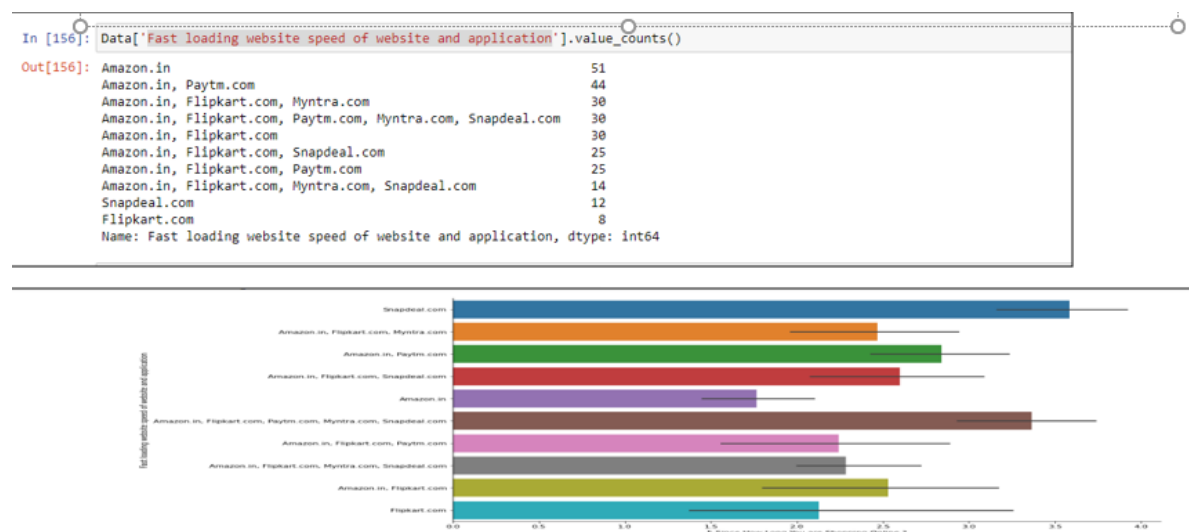 In [156]: Data['Fast loading website speed of website and application'].value_counts()
Out[156]: Amazon.in 51
Amazon.in, Paytm.com 44
Amazon.in, Flipkart.com, Myntra.com 30
Amazon.in, Flipkart.com, Paytm.com, Myntra.com, Snapdeal.com 30
Amazon.in, Flipkart.com 30
Amazon.in, Flipkart.com, Snapdeal.com 25
Amazon.in, Flipkart.com, Paytm.com 25
Amazon.in, Flipkart.com, Myntra.com, Snapdeal.com 14
Snapdeal.com 12
Flipkart.com 8
Name: Fast loading website speed of website and application, dtype: int64
Snapdeal.com
Amazon.in, Flipkart.com, Myntra.com
Amazon.in, Paytm.com
Amazon.in, Flipkart.com, Snapdeal.com
Amazon.in
Amazon.in, Flipkart.com, Paytm.com, Myntra.com, Snapdeal.com
Amazon.in, Flipkart.com, Paytm.com
Amazon.in, Flipkart.com, Myntra.com, Snapdeal.com
Amazon.in, Flipkart.com
Flipkart.com
Fast loading website speed of website and application
0.0 0.5 1.0 1.5 2.0 2.5 3.0 3.5 4.0